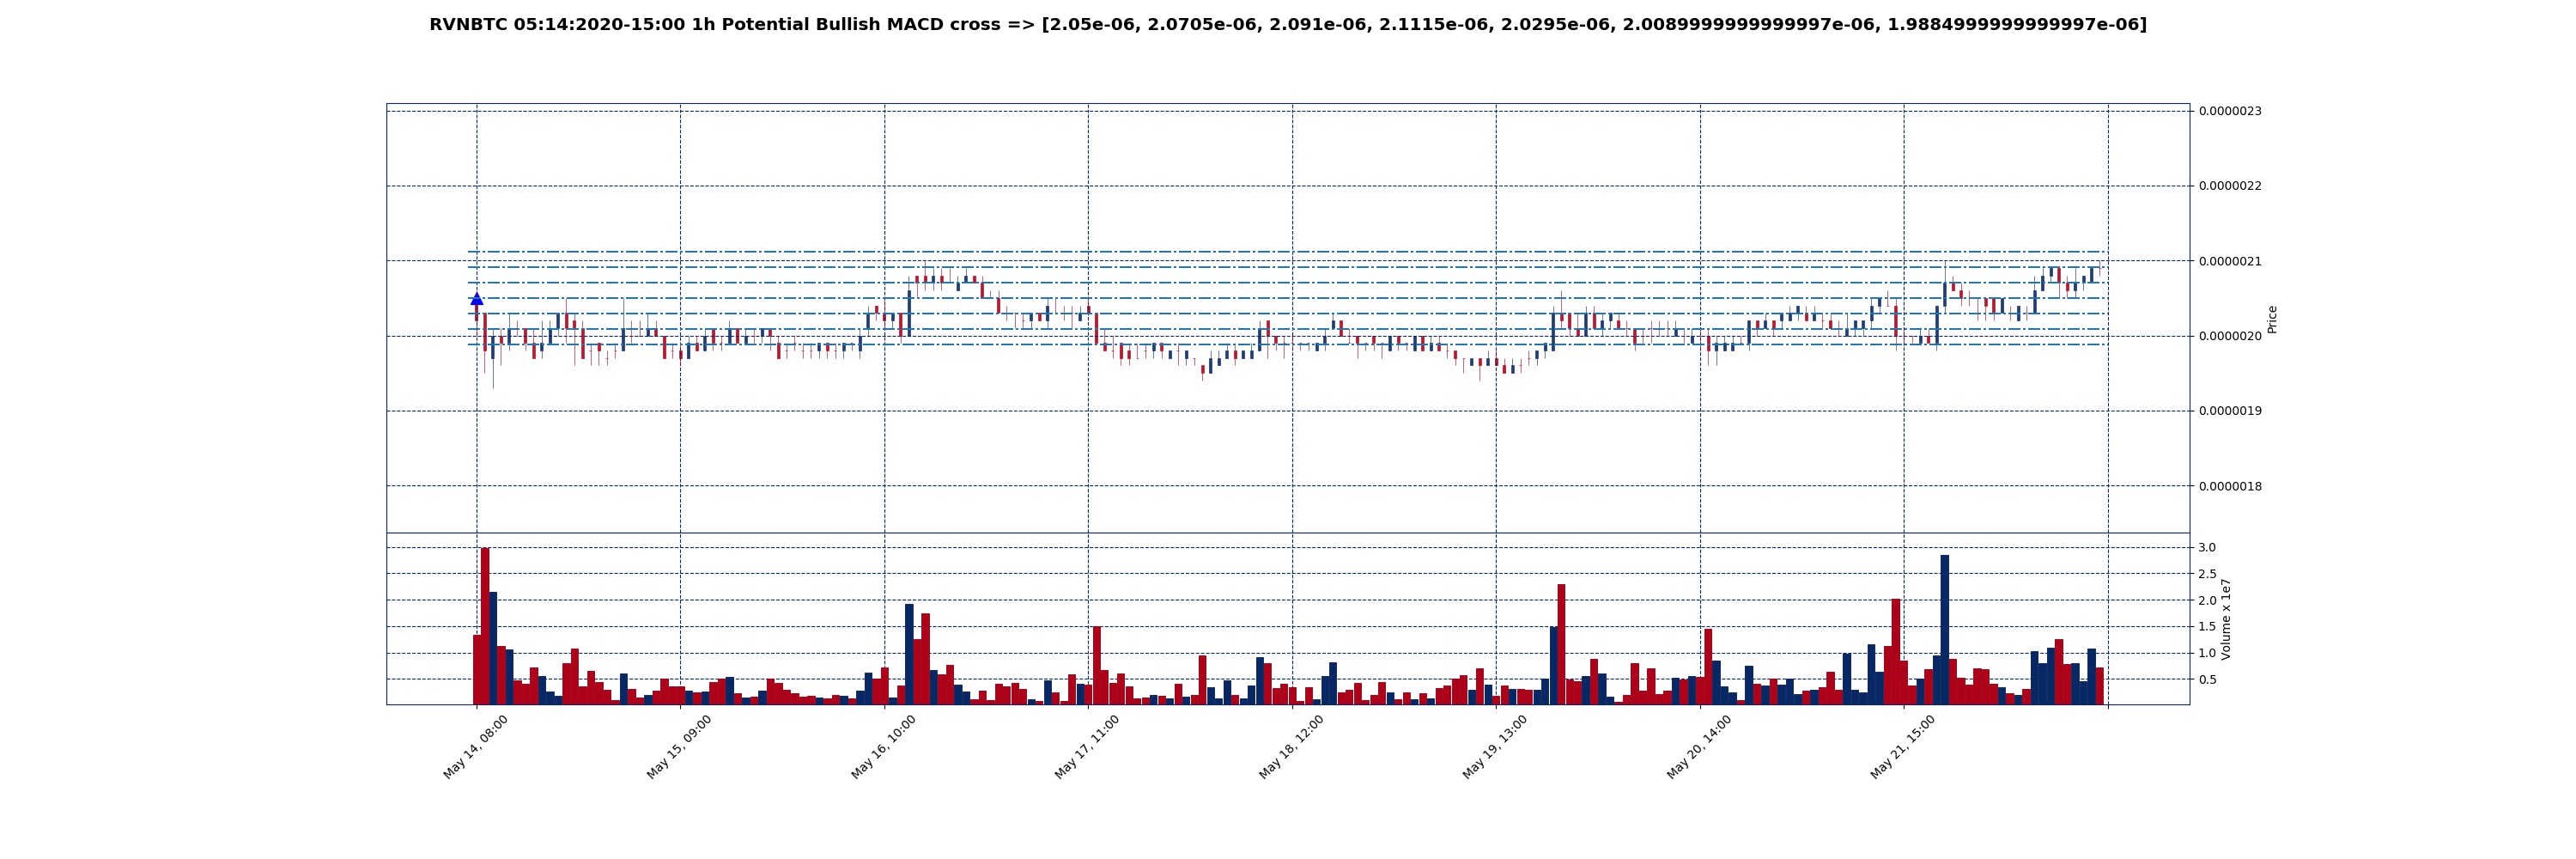 RVNBTC 05:14:2020-15:00 1h Potential Bullish MACD cross => [2.05e-06, 2.0705e-06, 2.091e-06, 2.1115e-06, 2.0295e-06, 2.0089999999999997e-06, 1.9884999999999997e-06]
0.0000023
0.0000022
0.0000021
0.0000020
0.0000019
0.0000018
Price
3.0
2.5
2.0
1.5
1.0
0.5
Volume x 1e7
May 14, 08:00
May 15, 09:00
May 16, 10:00
May 17, 11:00
May 18, 12:00
May 19, 13:00
May 20, 14:00
May 21, 15:00